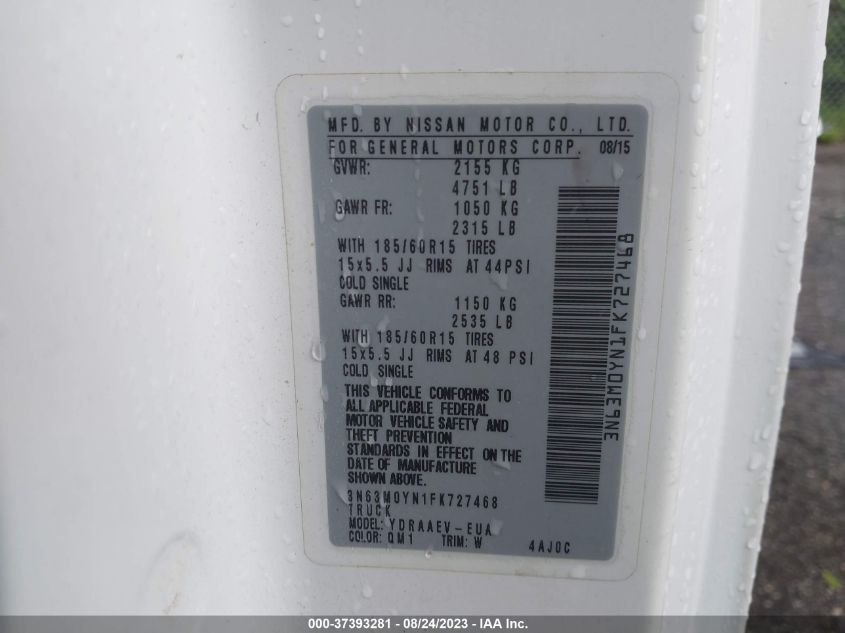 MFD. BY NISSAN MOTOR CO., LTD.
FOR GENERAL MOTORS CORP. 08/15
GVWR: 2155 KG
4751 LB
GAWR FR: 1050 KG
2315 LB
WITH 185/60R15 TIRES
15x5.5 JJ RIMS AT 44PSI
COLD SINGLE
GAWR RR: 1150 KG
2535 LB
WITH 185/60R15 TIRES
15x5.5 JJ RIMS AT 48 PSI
COLD SINGLE
THIS VEHICLE CONFORMS TO
ALL APPLICABLE FEDERAL
MOTOR VEHICLE SAFETY AND
THEFT PREVENTION
STANDARDS IN EFFECT ON THE
DATE OF MANUFACTURE
SHOWN ABOVE.
3N63M0YN1FK727468
TRUCK
MODEL: YDRAAEV-EUA
COLOR: QM1 TRIM: W 4AJ0C
3N63M0YN1FK727468
000-37393281 - 08/24/2023 - IAA Inc.